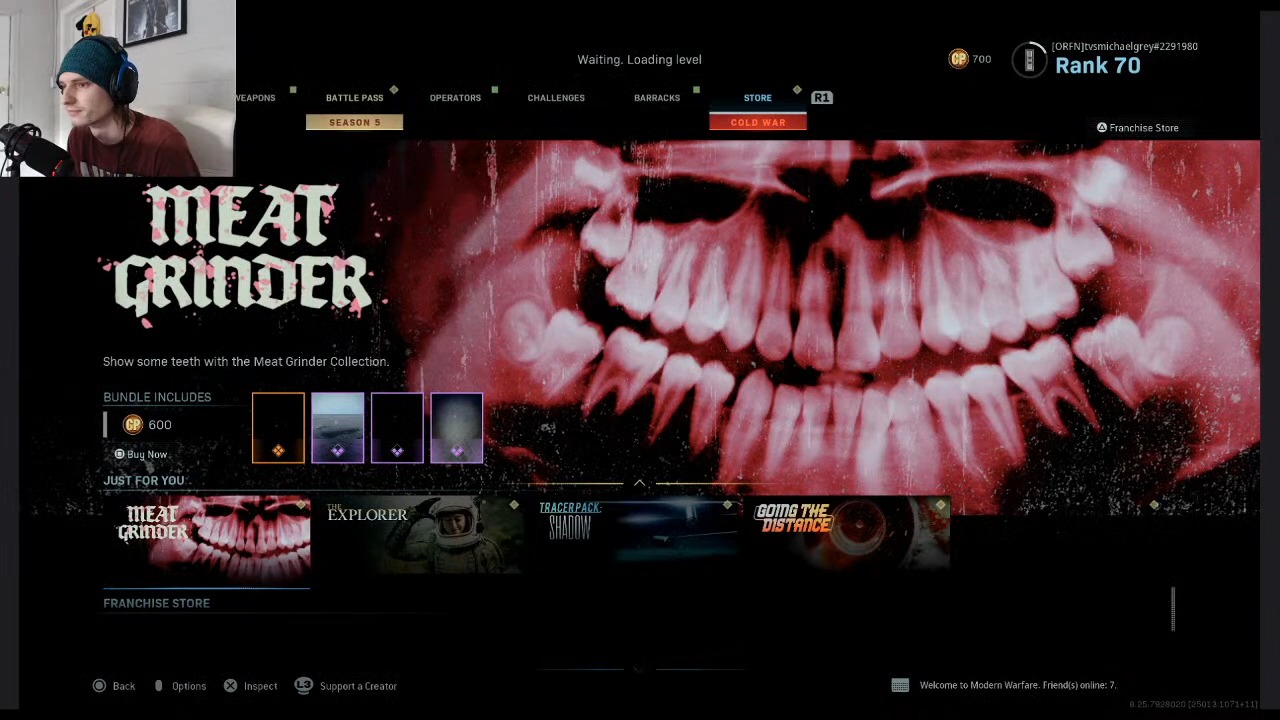 Waiting. Loading level
CP 700
[ORFN]tvsmichaelgrey#2291980
Rank 70
WEAPONS
BATTLE PASS
OPERATORS
CHALLENGES
BARRACKS
STORE
R1
SEASON 5
COLD WAR
Franchise Store
MEAT
GRINDER
Show some teeth with the Meat Grinder Collection.
BUNDLE INCLUDES
CP 600
Buy Now
JUST FOR YOU
MEAT
GRINDER
THE
EXPLORER
TRACER PACK:
SHADOW
GOING THE
DISTANCE
FRANCHISE STORE
Back
Options
Inspect
L3 Support a Creator
Welcome to Modern Warfare. Friend(s) online: 7.